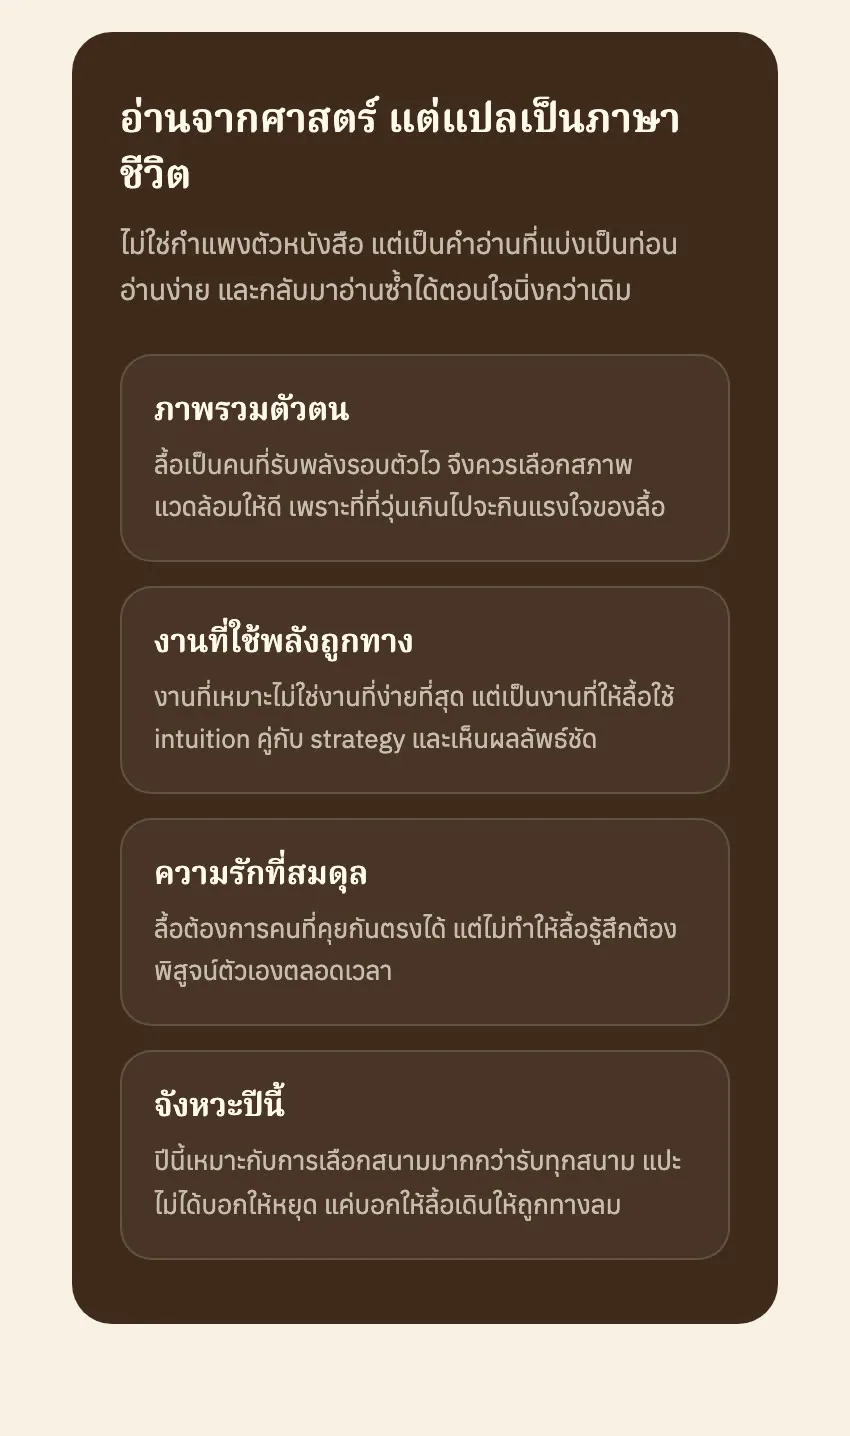 อ่านจากศาสตร์ แต่แปลเป็นภาษา
ชีวิต
ไม่ใช่กำแพงตัวหนังสือ แต่เป็นคำอ่านที่แบ่งเป็นท่อน
อ่านง่าย และกลับมาอ่านซ้ำได้ตอนใจนิ่งกว่าเดิม
ภาพรวมตัวตน
ลื้อเป็นคนที่รับพลังรอบตัวไว จึงควรเลือกสภาพ
แวดล้อมให้ดี เพราะที่ที่วุ่นเกินไปจะกินแรงใจของลื้อ
งานที่ใช้พลังถูกทาง
งานที่เหมาะไม่ใช่งานที่ง่ายที่สุด แต่เป็นงานที่ให้ลื้อใช้
intuition คู่กับ strategy และเห็นผลลัพธ์ชัด
ความรักที่สมดุล
ลื้อต้องการคนที่คุยกันตรงได้ แต่ไม่ทำให้ลื้อรู้สึกต้อง
พิสูจน์ตัวเองตลอดเวลา
จังหวะปีนี้
ปีนี้เหมาะกับการเลือกสนามมากกว่ารับทุกสนาม แปะ
ไม่ได้บอกให้หยุด แค่บอกให้ลื้อเดินให้ถูกทางลม